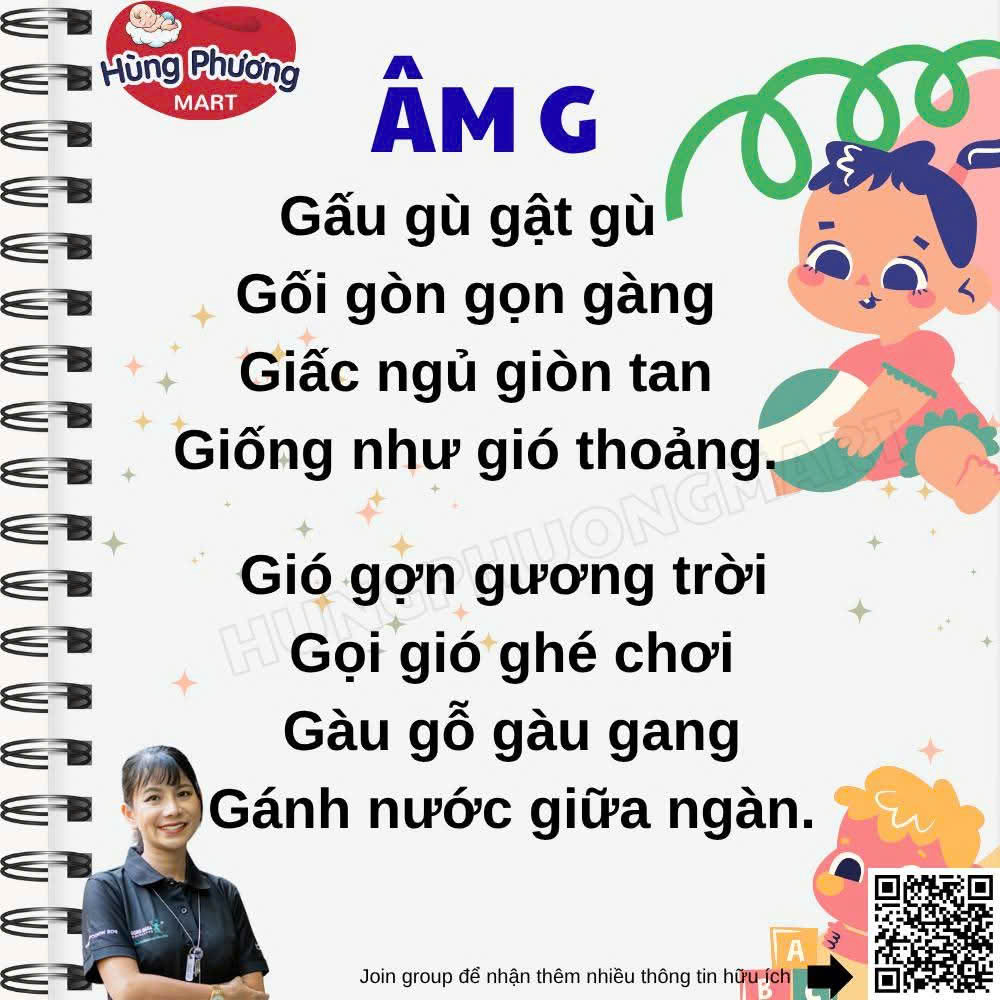 Hùng Phương
MART
ÂM G
Gấu gù gật gù
Gối gòn gọn gàng
Giấc ngủ giòn tan
Giống như gió thoảng.
HUNGPHUONGMART
Gió gợn gương trời
Gọi gió ghé chơi
Gàu gỗ gàu gang
Gánh nước giữa ngàn.
A
B
C
Join group để nhận thêm nhiều thông tin hữu ích